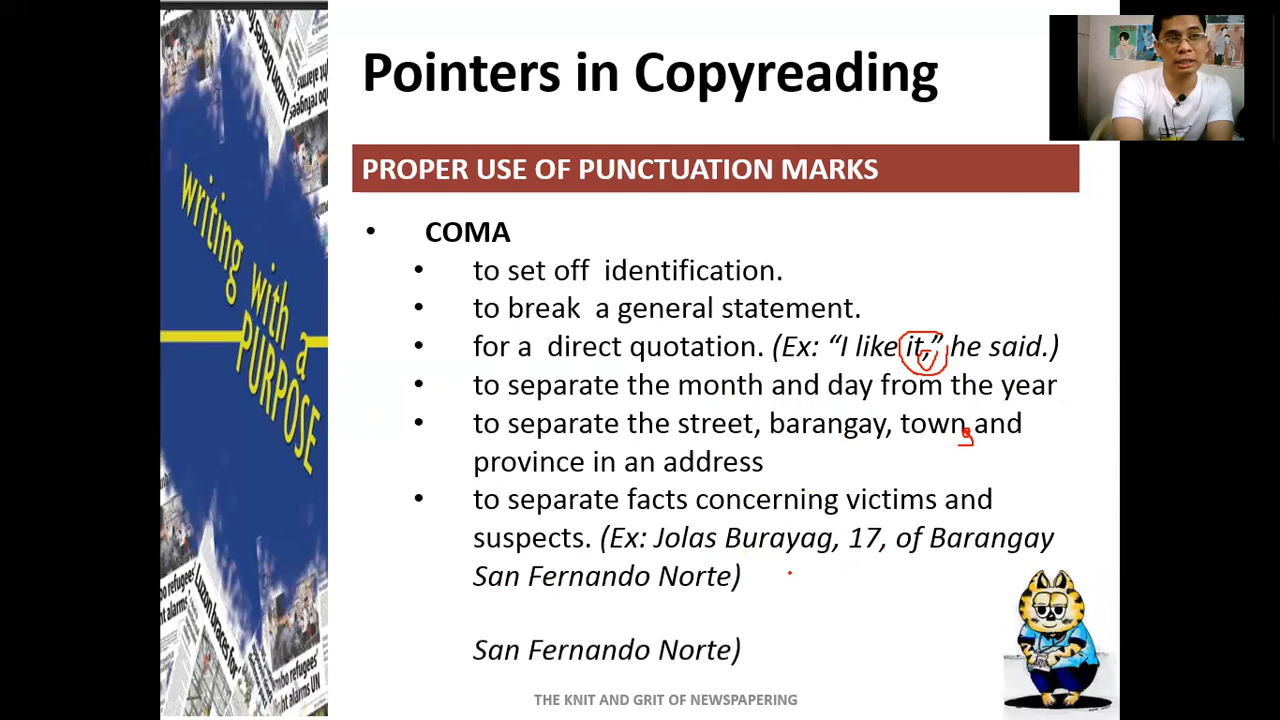 Pointers in Copyreading
PROPER USE OF PUNCTUATION MARKS
• COMA
• to set off identification.
• to break a general statement.
• for a direct quotation. (Ex: “I like it,” he said.)
• to separate the month and day from the year
• to separate the street, barangay, town and
province in an address
• to separate facts concerning victims and
suspects. (Ex: Jolas Burayag, 17, of Barangay
San Fernando Norte)
San Fernando Norte)
THE KNIT AND GRIT OF NEWSPAPERING
writing
with a
PURPOSE